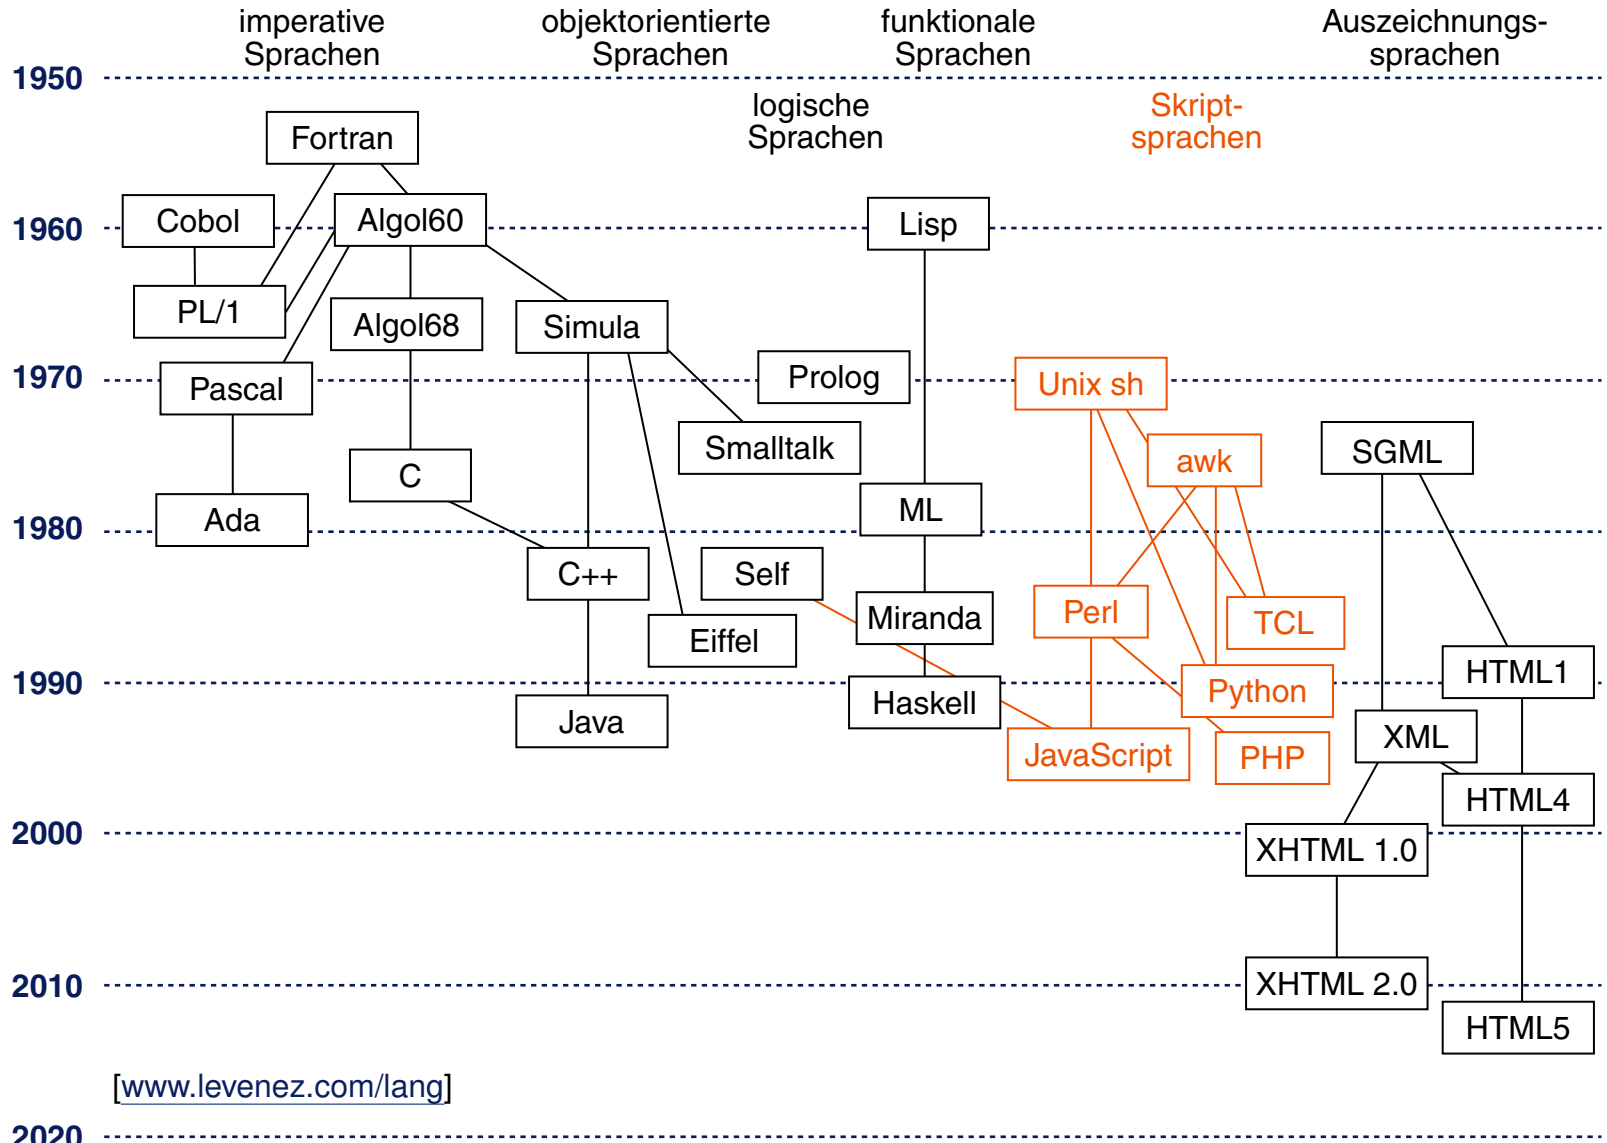 imperative
Sprachen
objektorientierte
Sprachen
funktionale
Sprachen
Auszeichnungs-
sprachen
1950
logische
Sprachen
Skript-
sprachen
Fortran
Cobol
Algol60
Lisp
1960
PL/1
Algol68
Simula
Prolog
Unix sh
1970
Pascal
Smalltalk
awk
SGML
C
ML
Ada
1980
C++
Self
Miranda
Perl
TCL
Eiffel
HTML1
1990
Python
Haskell
Java
XML
JavaScript
PHP
HTML4
2000
XHTML 1.0
2010
XHTML 2.0
HTML5
[www.levenez.com/lang]
2020